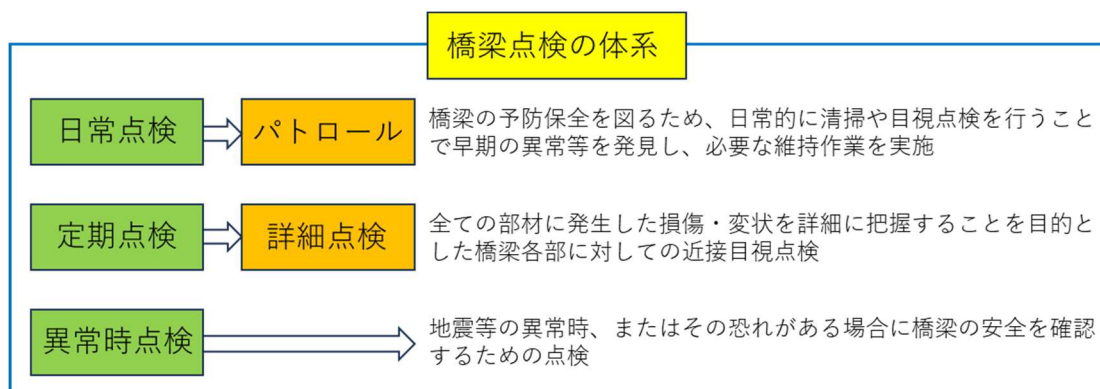 橋梁点検の体系
日常点検
パトロール
橋梁の予防保全を図るため、日常的に清掃や目視点検を行うこと
で早期の異常等を発見し、必要な維持作業を実施
定期点検
詳細点検
全ての部材に発生した損傷・変状を詳細に把握することを目的と
した橋梁各部に対しての近接目視点検
異常時点検
地震等の異常時、またはその恐れがある場合に橋梁の安全を確認
するための点検